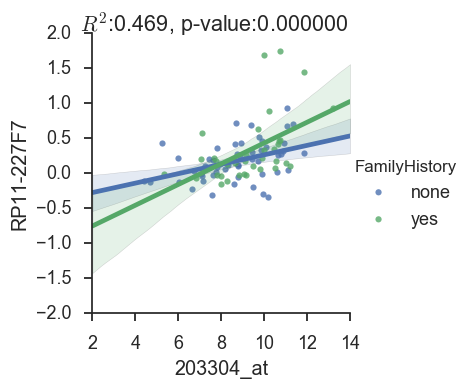 R²:0.469, p-value:0.000000
2.0
1.5
1.0
0.5
0.0
−0.5
−1.0
−1.5
−2.0
RP11-227F7
2 4 6 8 10 12 14
203304_at
FamilyHistory
none
yes